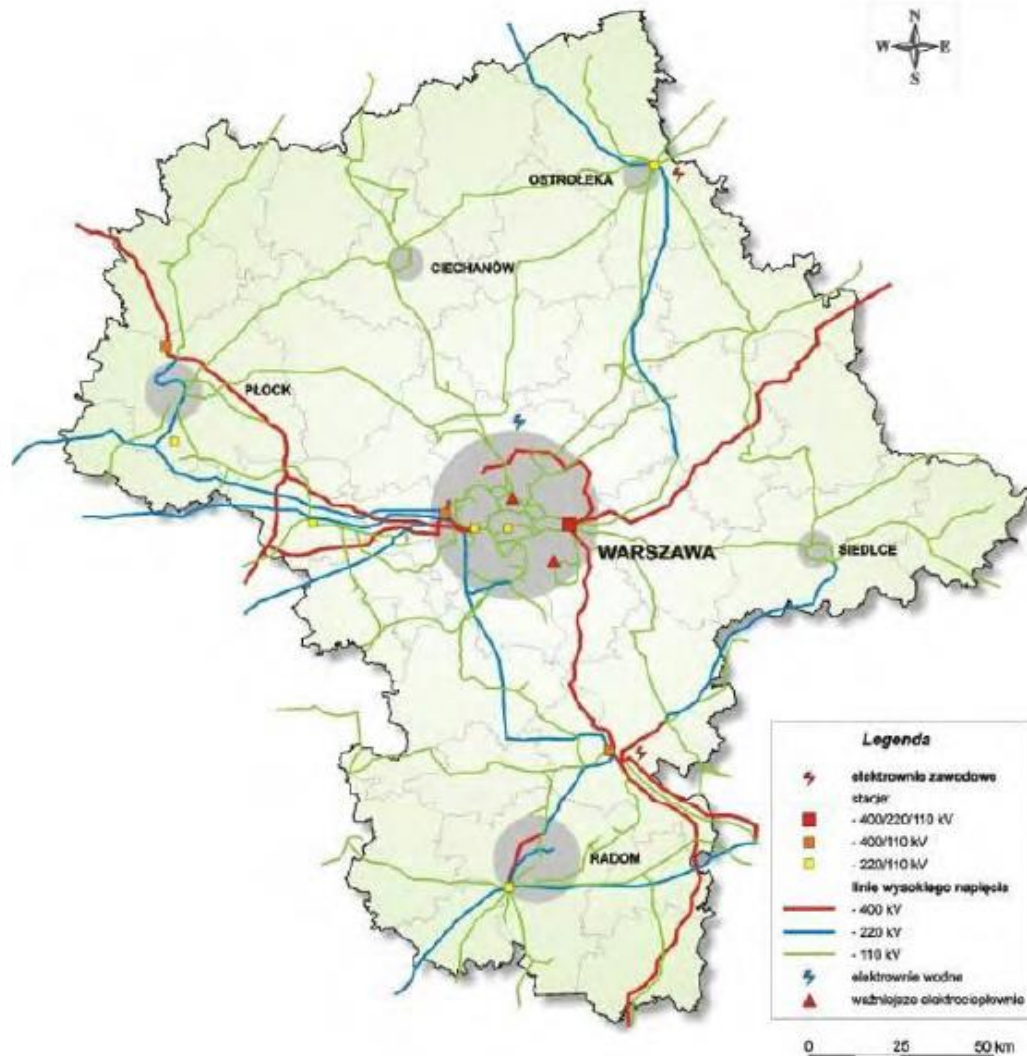 N
W E
S
OSTROŁĘKA
CIECHANÓW
PŁOCK
WARSZAWA
SIEDLCE
RADOM
Legenda
elektrownie zawodowe
stacje:
- 400/220/110 kV
- 400/110 kV
- 220/110 kV
linie wysokiego napięcia
- 400 kV
- 220 kV
- 110 kV
elektrownie wodne
ważniejsze elektrociepłownie
0 25 50 km